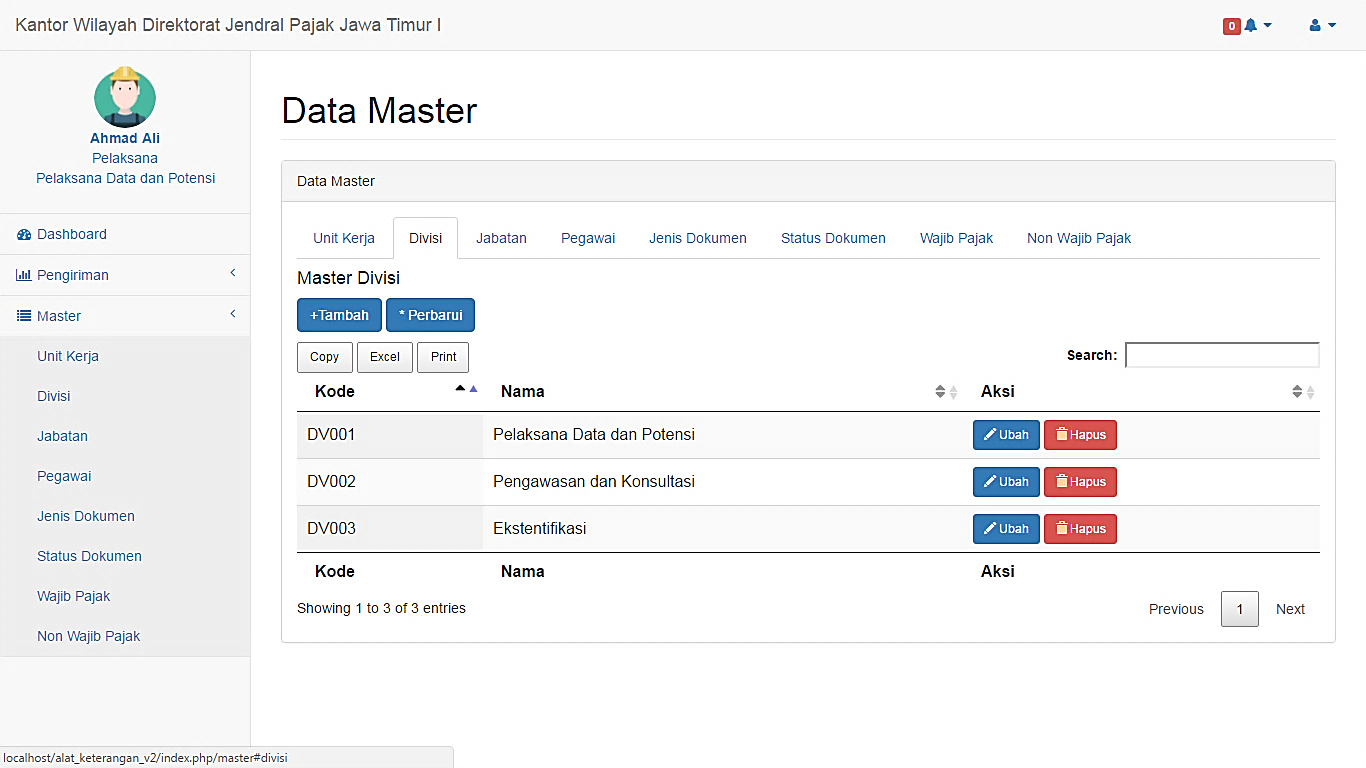 Kantor Wilayah Direktorat Jendral Pajak Jawa Timur I
0
Ahmad Ali
Pelaksana
Pelaksana Data dan Potensi
Dashboard
Pengiriman
Master
Unit Kerja
Divisi
Jabatan
Pegawai
Jenis Dokumen
Status Dokumen
Wajib Pajak
Non Wajib Pajak
Data Master
Data Master
Unit Kerja Divisi Jabatan Pegawai Jenis Dokumen Status Dokumen Wajib Pajak Non Wajib Pajak
Master Divisi
+Tambah * Perbarui
Copy Excel Print Search:
Kode Nama Aksi
DV001 Pelaksana Data dan Potensi Ubah Hapus
DV002 Pengawasan dan Konsultasi Ubah Hapus
DV003 Ekstentifikasi Ubah Hapus
Kode Nama Aksi
Showing 1 to 3 of 3 entries Previous 1 Next
localhost/alat_keterangan_v2/index.php/master#divisi